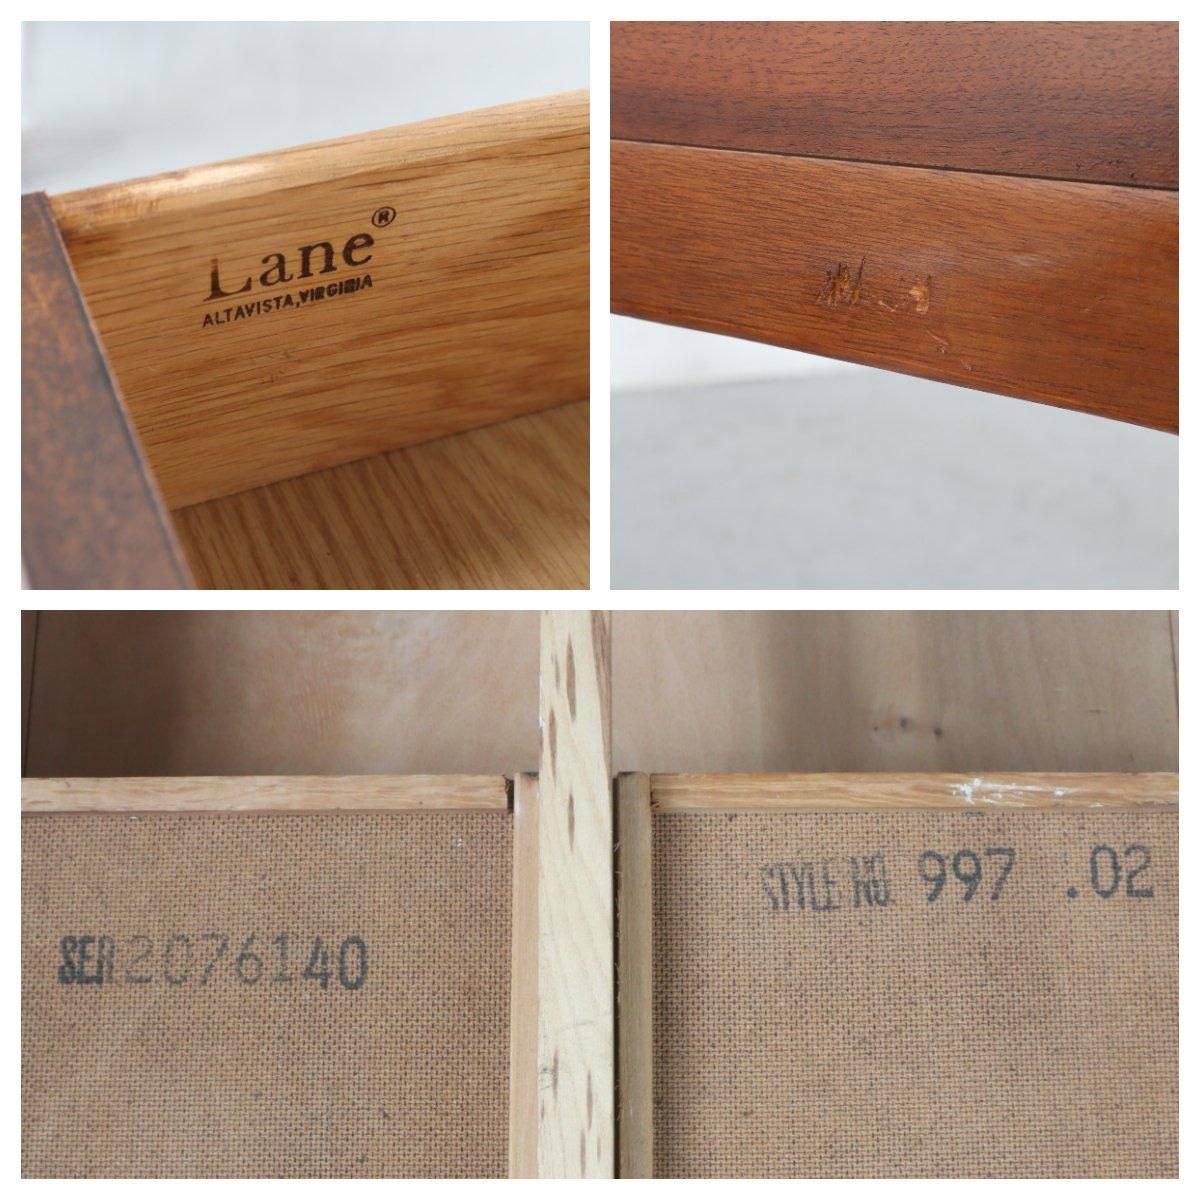 Lane®
ALTAVISTA, VIRGINIA
SER 2076140
STYLE NO. 997 .02